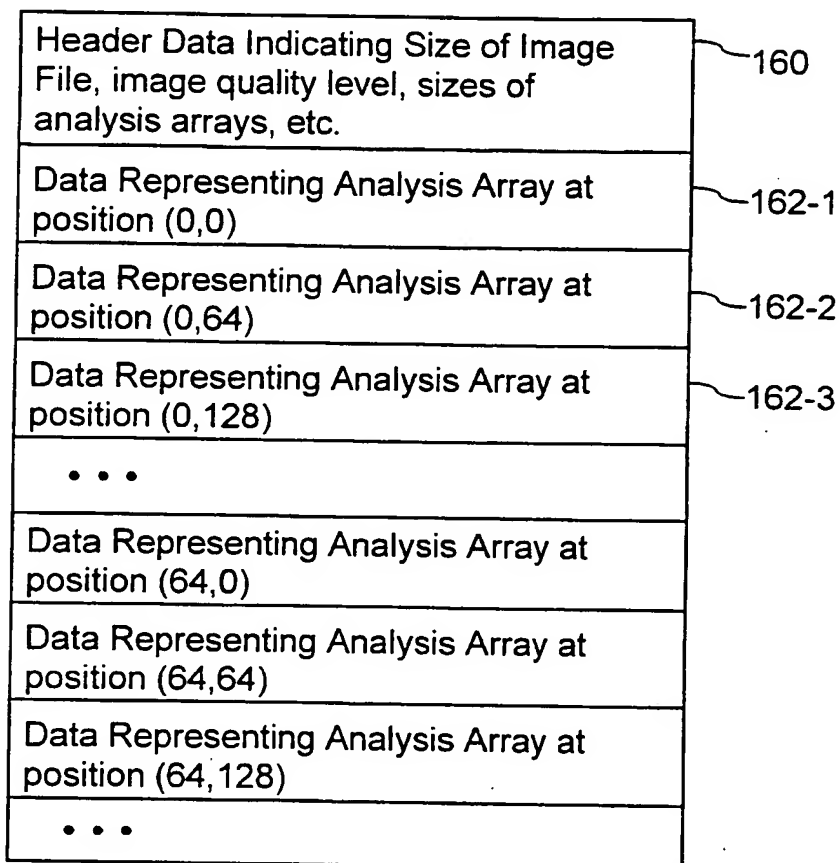 Header Data Indicating Size of Image
File, image quality level, sizes of
analysis arrays, etc.
160
Data Representing Analysis Array at
position (0,0)
162-1
Data Representing Analysis Array at
position (0,64)
162-2
Data Representing Analysis Array at
position (0,128)
162-3
• • •
Data Representing Analysis Array at
position (64,0)
Data Representing Analysis Array at
position (64,64)
Data Representing Analysis Array at
position (64,128)
• • •